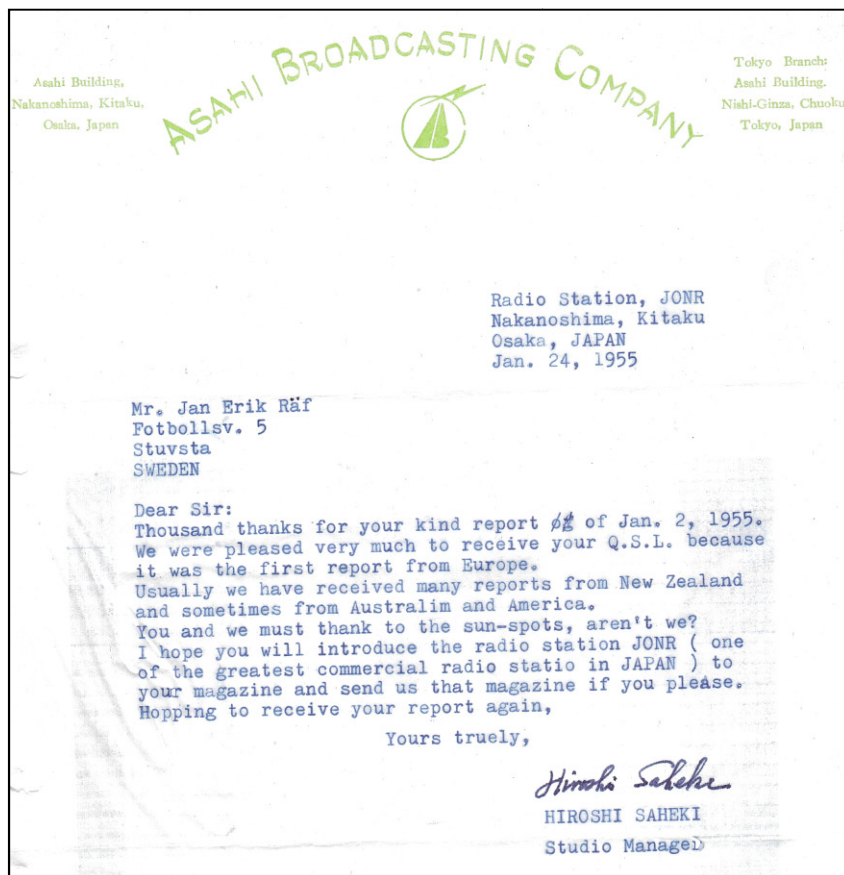 ASAHI BROADCASTING COMPANY
Asahi Building,
Nakanoshima, Kitaku,
Osaka, Japan
Tokyo Branch:
Asahi Building.
Nishi-Ginza, Chuoku
Tokyo, Japan
Radio Station, JONR
Nakanoshima, Kitaku
Osaka, JAPAN
Jan. 24, 1955
Mr. Jan Erik Räf
Fotbollsv. 5
Stuvsta
SWEDEN
Dear Sir:
Thousand thanks for your kind report of Jan. 2, 1955.
We were pleased very much to receive your Q.S.L. because
it was the first report from Europe.
Usually we have received many reports from New Zealand
and sometimes from Australim and America.
You and we must thank to the sun-spots, aren't we?
I hope you will introduce the radio station JONR ( one
of the greatest commercial radio statio in JAPAN ) to
your magazine and send us that magazine if you please.
Hopping to receive your report again,
Yours truely,
Hiroshi Saheki
HIROSHI SAHEKI
Studio Manager